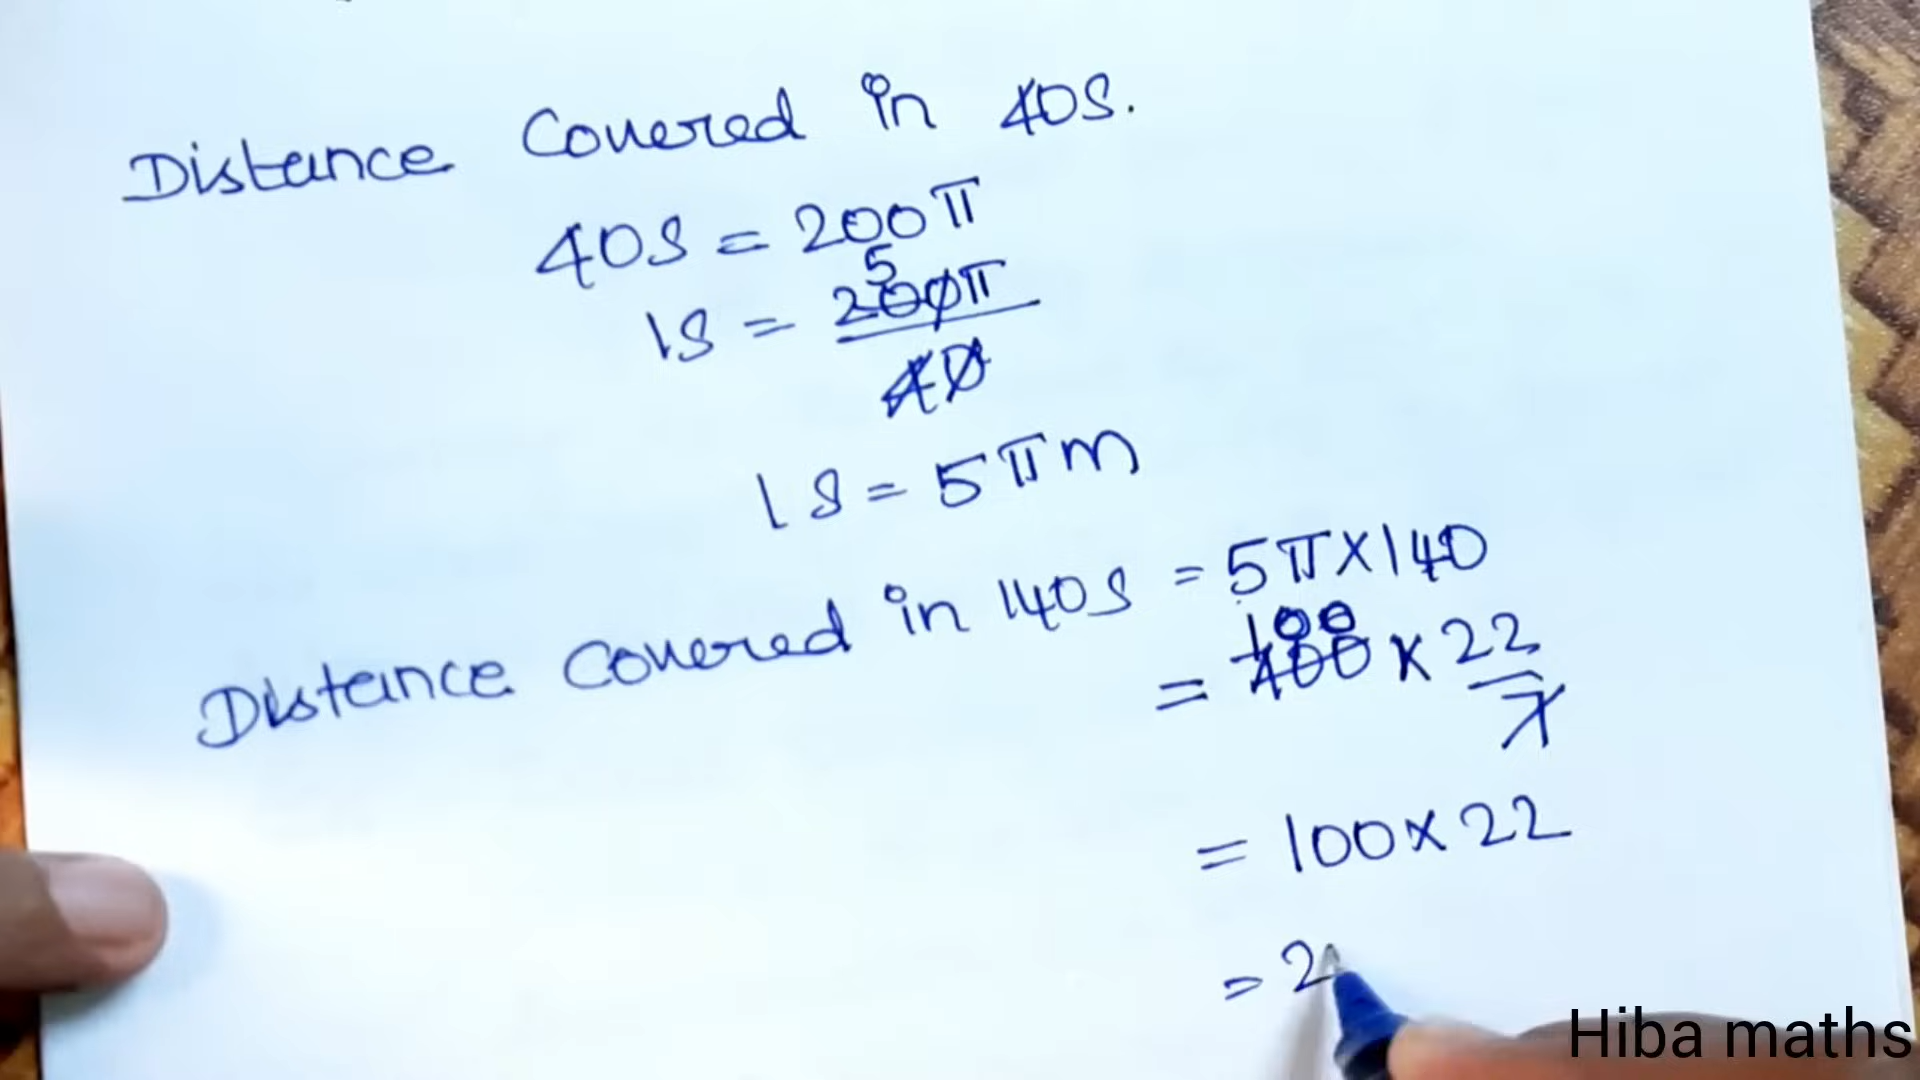 Distance Covered in 40s.
40s = 200π
5
1s = 200π
40
1s = 5πm
Distance covered in 140s = 5π×140
100
= 700 × 22
7
= 100×22
= 2
Hiba maths